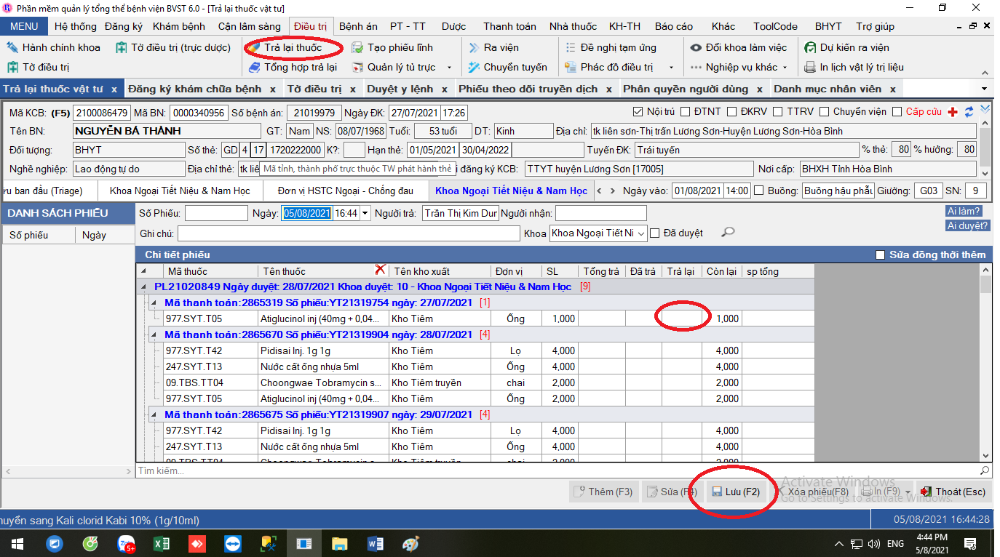 Phần mềm quản lý tổng thể bệnh viện BVST 6.0 - [Trả lại thuốc vật tư]
MENU Hệ thống Đăng ký Khám bệnh Cận lâm sàng Điều trị Bệnh án PT - TT Dược Thanh toán Nhà thuốc KH-TH Báo cáo Khác ToolCode BHYT Trợ giúp
Hành chính khoa Tờ điều trị (trực dược) Trả lại thuốc Tạo phiếu lĩnh Ra viện Đề nghị tạm ứng Đổi khoa làm việc Dự kiến ra viện
Tờ điều trị Tổng hợp trả lại Quản lý tủ trực Chuyển tuyến Phác đồ điều trị Nghiệp vụ khác In lịch vật lý trị liệu
Trả lại thuốc vật tư x Đăng ký khám chữa bệnh x Tờ điều trị x Duyệt y lệnh x Phiếu theo dõi truyền dịch x Phân quyền người dùng x Danh mục nhân viên x
Mã KCB: (F5) 2100086479 Mã BN: 0000340956 Số bệnh án: 21019979 Ngày ĐK: 27/07/2021 17:26 Nội trú ĐTNT ĐKRV TTRV Chuyển viện Cấp cứu
Tên BN: NGUYỄN BÁ THÀNH GT: Nam NS: 08/07/1968 Tuổi: 53 tuổi DT: Kinh Địa chỉ: tk liên sơn-Thị trấn Lương Sơn-Huyện Lương Sơn-Hòa Bình
Đối tượng: BHYT Số thẻ: GD 4 17 1720222000 K?: Hạn thẻ: 01/05/2021 30/04/2022 Tuyến ĐK: Trái tuyến % thẻ: 80 % hưởng: 80
Nghề nghiệp: Lao động tự do Địa chỉ thẻ: tk liê Mã tỉnh, thành phố trực thuộc TW phát hành thẻ i đăng ký KCB: TTYT huyện Lương Sơn [17005] Nơi cấp: BHXH Tỉnh Hòa Bình
ưu ban đầu (Triage) Khoa Ngoại Tiết Niệu & Nam Học Đơn vị HSTC Ngoại - Chống đau Khoa Ngoại Tiết Niệu & Nam Học < > Ngày vào: 01/08/2021 14:00 Buồng: Buồng hậu phẫu Giường: G03 SN: 9
DANH SÁCH PHIẾU Số Phiếu: Ngày: 05/08/2021 16:44 Người trả: Trần Thị Kim Dun Người nhận: Ai làm?
Số phiếu Ngày Ghi chú: Khoa Khoa Ngoại Tiết Ni Đã duyệt Ai duyệt?
Chi tiết phiếu Sửa đồng thời thêm
Mã thuốc Tên thuốc Tên kho xuất Đơn vị SL Tổng trả Đã trả Trả lại Còn lại sp tổng
PL21020849 Ngày duyệt: 28/07/2021 Khoa duyệt: 10 - Khoa Ngoại Tiết Niệu & Nam Học [9]
Mã thanh toán:2865319 Số phiếu:YT21319754 ngày: 27/07/2021 [1]
977.SYT.T05 Atiglucinol inj (40mg + 0,04... Kho Tiêm Ống 1,000 1,000
Mã thanh toán:2865670 Số phiếu:YT21319904 ngày: 28/07/2021 [4]
977.SYT.T42 Pidisai Inj. 1g 1g Kho Tiêm Lọ 4,000 4,000
247.SYT.T13 Nước cất ống nhựa 5ml Kho Tiêm Ống 4,000 4,000
09.TBS.TT04 Choongwae Tobramycin s... Kho Tiêm truyền chai 2,000 2,000
977.SYT.T05 Atiglucinol inj (40mg + 0,04... Kho Tiêm Ống 2,000 2,000
Mã thanh toán:2865675 Số phiếu:YT21319907 ngày: 29/07/2021 [4]
977.SYT.T42 Pidisai Inj. 1g 1g Kho Tiêm Lọ 4,000 4,000
247.SYT.T13 Nước cất ống nhựa 5ml Kho Tiêm Ống 4,000 4,000
09.TBS.TT04 Choongwae Tobramycin s... Kho Tiêm truyền chai 2,000 2,000
Tìm kiếm...
Activate Windows
Thêm (F3) Sửa (F4) Lưu (F2) Xóa phiếu(F8) In (F9) Thoát (Esc)
Go to Settings to activate Windows.
huyển sang Kali clorid Kabi 10% (1g/10ml) 05/08/2021 16:44:28
Zalo 5+ ENG 4:44 PM
5/8/2021